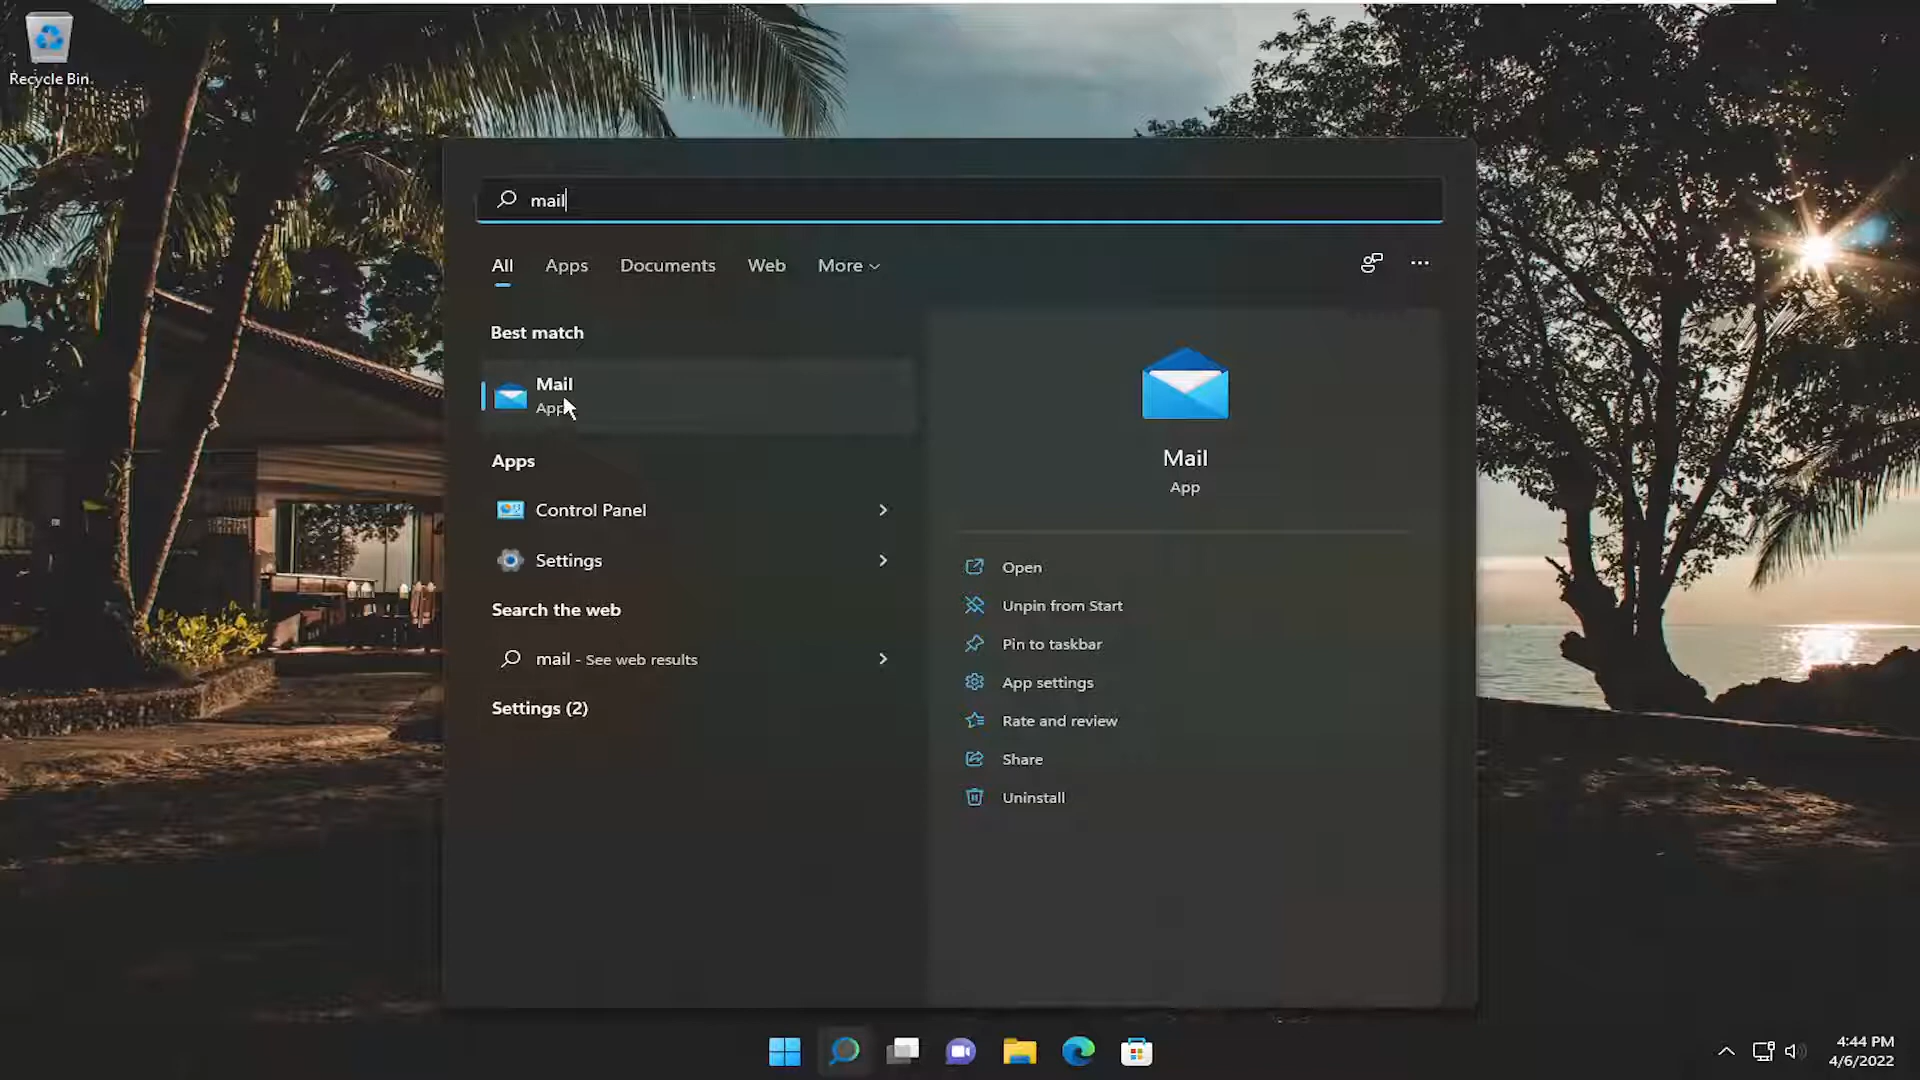 Recycle Bin
mail
All
Apps
Documents
Web
More
Best match
Mail
App
Apps
Control Panel
Settings
Search the web
mail - See web results
Settings (2)
Mail
App
Open
Unpin from Start
Pin to taskbar
App settings
Rate and review
Share
Uninstall
4:44 PM
4/6/2022